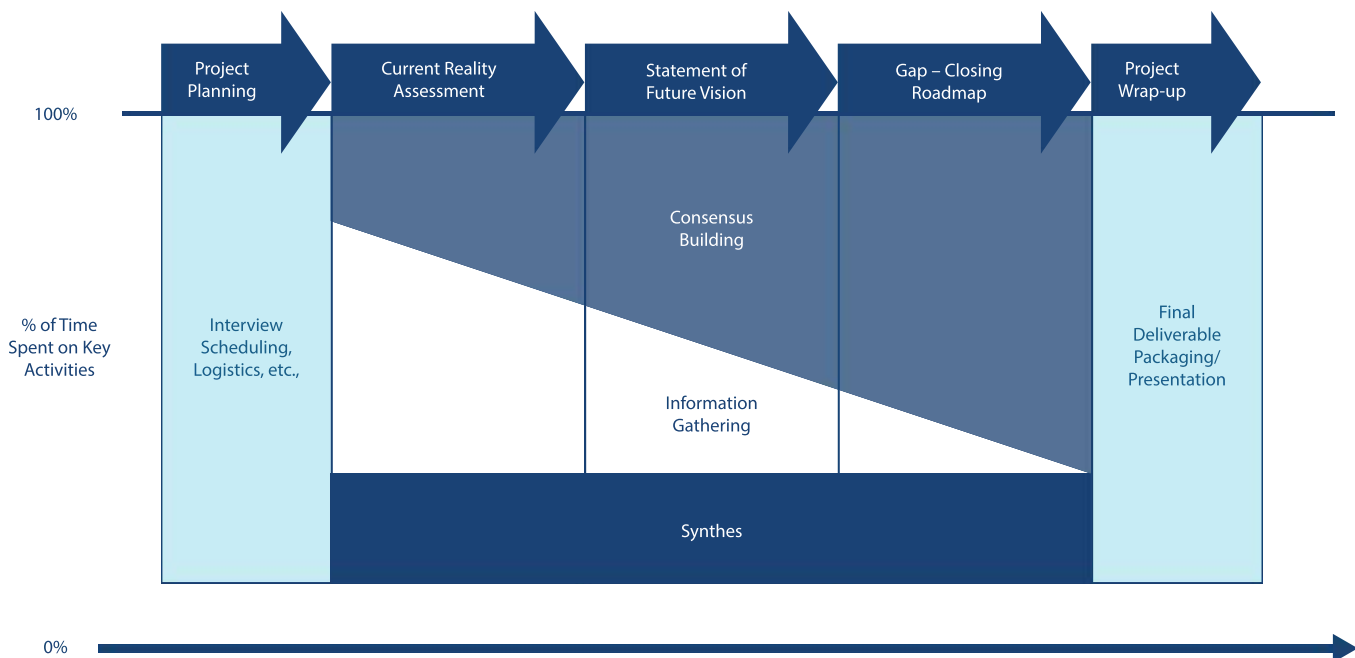 Project
Planning
Current Reality
Assessment
Statement of
Future Vision
Gap – Closing
Roadmap
Project
Wrap-up
100%
Consensus
Building
% of Time
Spent on Key
Activities
Interview
Scheduling,
Logistics, etc.,
Final
Deliverable
Packaging/
Presentation
Information
Gathering
Synthes
0%